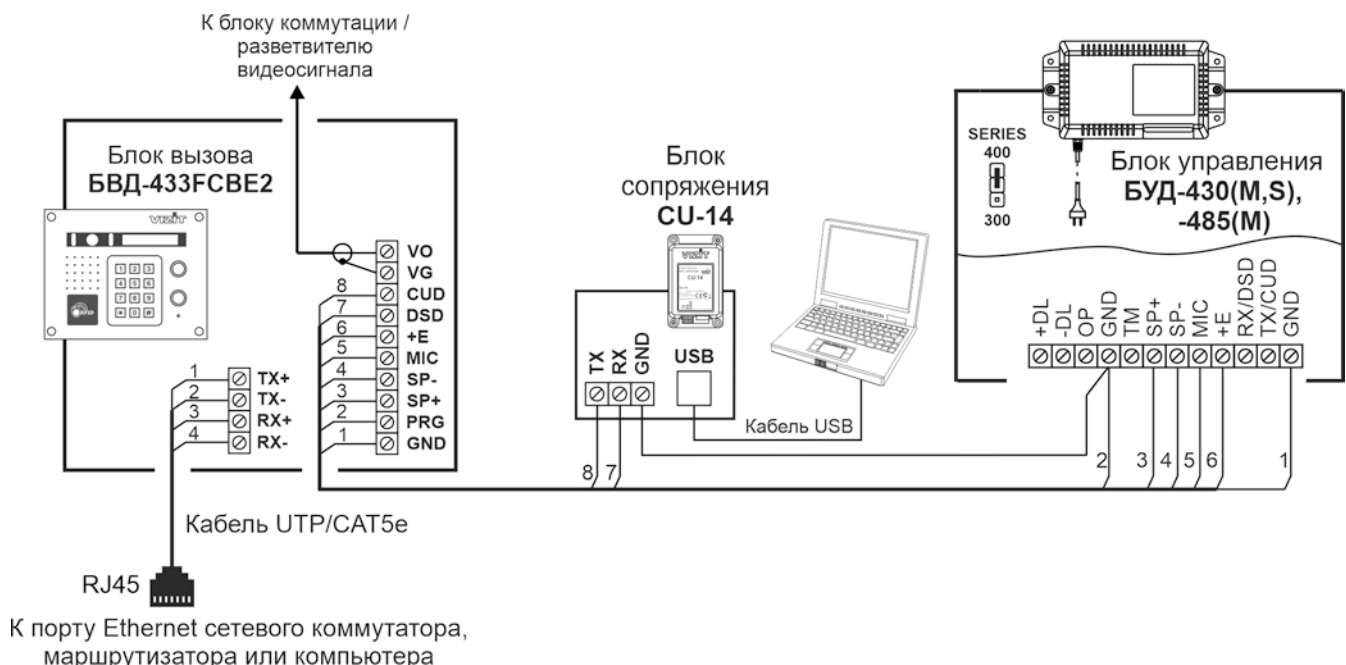 К блоку коммутации /
разветвителю
видеосигнала
Блок вызова
БВД-433FCBE2
VIZIT
1 2 3
4 5 6
7 8 9
* 0 #
RFID
VO
VG
8 CUD
7 DSD
6 +E
5 MIC
4 SP-
3 SP+
2 PRG
1 GND
1 TX+
2 TX-
3 RX+
4 RX-
Кабель UTP/CAT5e
RJ45
К порту Ethernet сетевого коммутатора,
маршрутизатора или компьютера
Блок
сопряжения
CU-14
VIZIT
CU-14
TX
RX
GND
USB
Кабель USB
8 7
SERIES
400
300
Блок управления
БУД-430(М,S),
-485(М)
+DL
-DL
OP
GND
TM
SP+
SP-
MIC
+E
RX/DSD
TX/CUD
GND
2 3 4 5 6 1